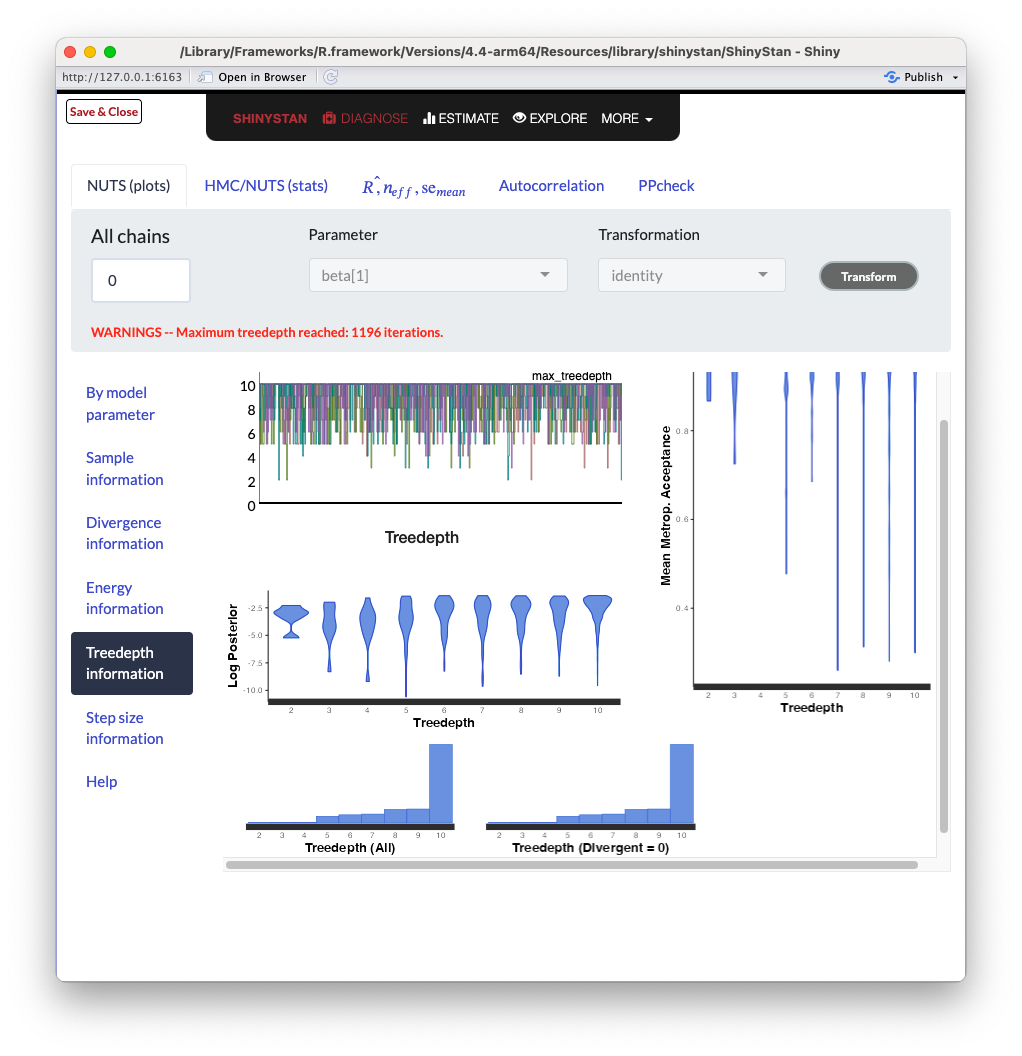 /Library/Frameworks/R.framework/Versions/4.4-arm64/Resources/library/shinystan/ShinyStan - Shiny
http://127.0.0.1:6163 Open in Browser Publish
Save & Close
SHINYSTAN DIAGNOSE ESTIMATE EXPLORE MORE
NUTS (plots) HMC/NUTS (stats) R̂, n_eff, se_mean Autocorrelation PPcheck
All chains Parameter Transformation
0 beta[1] identity Transform
WARNINGS -- Maximum treedepth reached: 1196 iterations.
By model
parameter
Sample
information
Divergence
information
Energy
information
Treedepth
information
Step size
information
Help
max_treedepth
10
8
6
4
2
0
Treedepth
Log Posterior
-2.5
-5.0
-7.5
-10.0
2 3 4 5 6 7 8 9 10
Treedepth
Mean Metrop. Acceptance
0.8
0.6
0.4
2 3 4 5 6 7 8 9 10
Treedepth
2 3 4 5 6 7 8 9 10
Treedepth (All)
2 3 4 5 6 7 8 9 10
Treedepth (Divergent = 0)